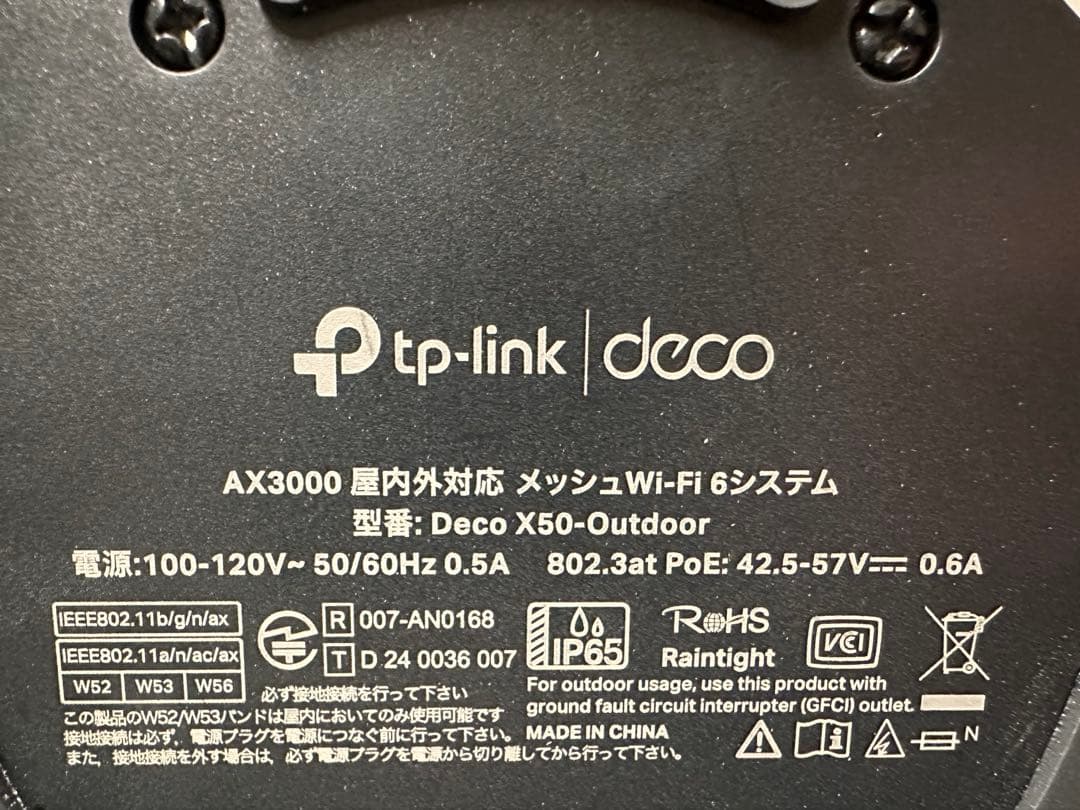 tp-link | deco
AX3000 屋内外対応 メッシュWi-Fi 6システム
型番: Deco X50-Outdoor
電源:100-120V~ 50/60Hz 0.5A 802.3at PoE: 42.5-57V⎓ 0.6A
IEEE802.11b/g/n/ax
IEEE802.11a/n/ac/ax
W52 W53 W56
R 007-AN0168
T D 24 0036 007
必ず接地接続を行って下さい
この製品のW52/W53バンドは屋内においてのみ使用可能です
接地接続は必ず、電源プラグを電源につなぐ前に行って下さい。
また、接地接続を外す場合は、必ず電源プラグを電源から切り離してから行って下さい。
IP65
RoHS
Raintight
VCI
For outdoor usage, use this product with
ground fault circuit interrupter (GFCI) outlet.
MADE IN CHINA
N